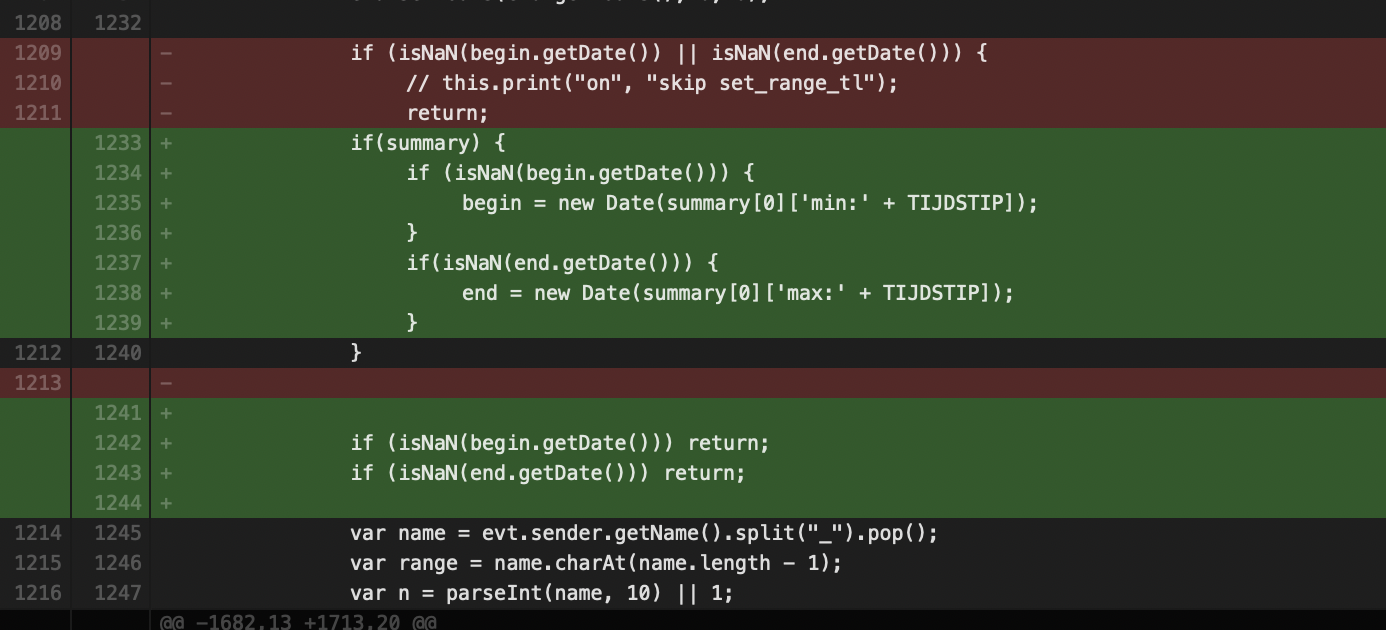 1208 1232
1209 - if (isNaN(begin.getDate()) || isNaN(end.getDate())) {
1210 - // this.print("on", "skip set_range_tl");
1211 - return;
1233 + if(summary) {
1234 + if (isNaN(begin.getDate())) {
1235 + begin = new Date(summary[0]['min:' + TIJDSTIP]);
1236 + }
1237 + if(isNaN(end.getDate())) {
1238 + end = new Date(summary[0]['max:' + TIJDSTIP]);
1239 + }
1212 1240 }
1213 -
1241 +
1242 + if (isNaN(begin.getDate())) return;
1243 + if (isNaN(end.getDate())) return;
1244 +
1214 1245 var name = evt.sender.getName().split("_").pop();
1215 1246 var range = name.charAt(name.length - 1);
1216 1247 var n = parseInt(name, 10) || 1;
@@ -1682,13 +1713,20 @@